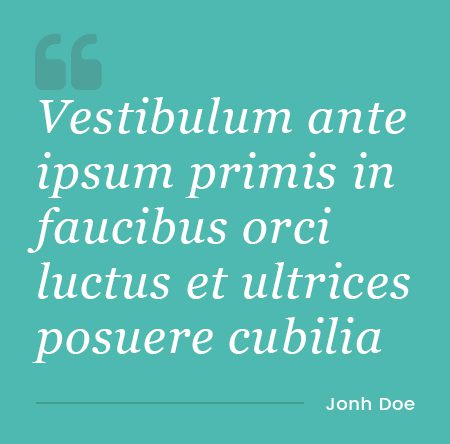 Vestibulum ante
ipsum primis in
faucibus orci
luctus et ultrices
posuere cubilia
Jonh Doe